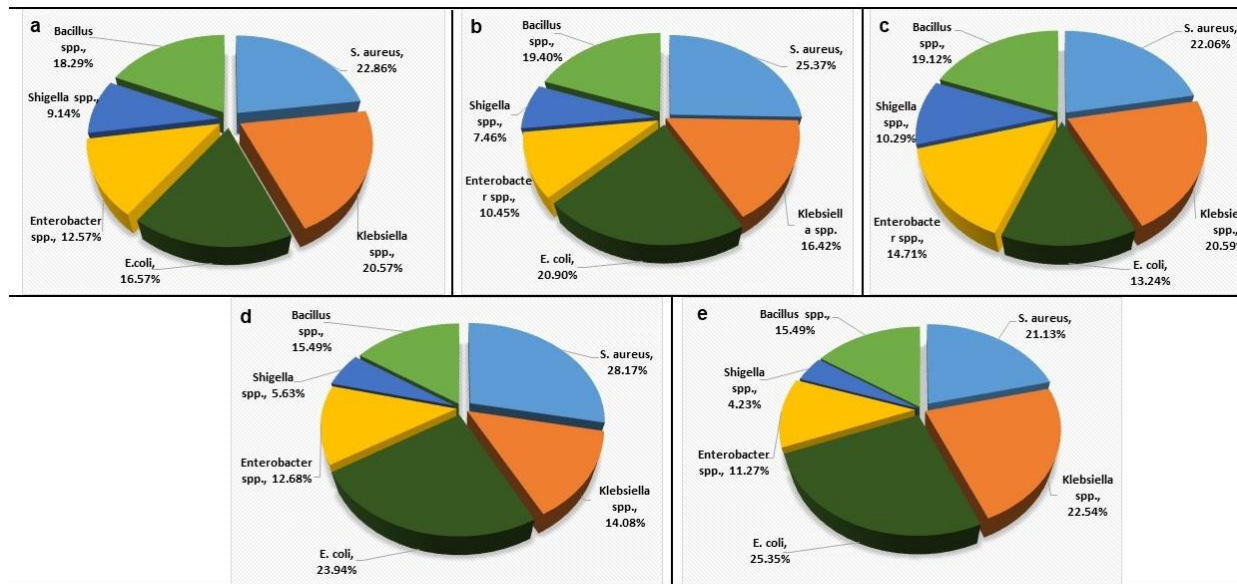 a
Bacillus
spp.,
18.29%
S. aureus,
22.86%
Shigella spp.,
9.14%
Enterobacter
spp., 12.57%
E.coli,
16.57%
Klebsiella
spp.,
20.57%
b
Bacillus
spp.,
19.40%
S. aureus,
25.37%
Shigella
spp.,
7.46%
Enterobacte
r spp.,
10.45%
E. coli,
20.90%
Klebsiell
a spp.
16.42%
c
Bacillus
spp.,
19.12%
S. aureus,
22.06%
Shigella
spp.,
10.29%
Enterobacte
r spp.,
14.71%
E. coli,
13.24%
Klebsie
spp.,
20.59%
d
Bacillus
spp.,
15.49%
S. aureus,
28.17%
Shigella
spp., 5.63%
Enterobacter
spp., 12.68%
E. coli,
23.94%
Klebsiella
spp.,
14.08%
e
Bacillus spp.,
15.49%
S. aureus,
21.13%
Shigella
spp.,
4.23%
Enterobacter
spp., 11.27%
E. coli,
25.35%
Klebsiella
spp.,
22.54%